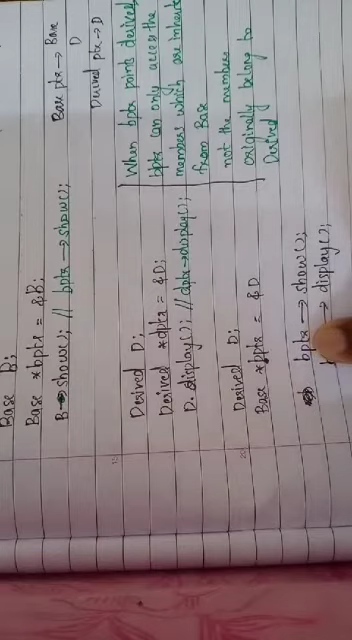 Base B;
Base *bptr = &B;
B show(); // bptr → show();
Base ptr → Base
D
Derived ptr → D
Derived D;
Derived *dptr = &D;
D. display(); // dptr→display();
When bptr points derived
bptr can only access the
members which are inherit
from Base
not the members
originally belong to
Derived
Derived D;
Base *bptr = &D
bptr → show();
→ display();